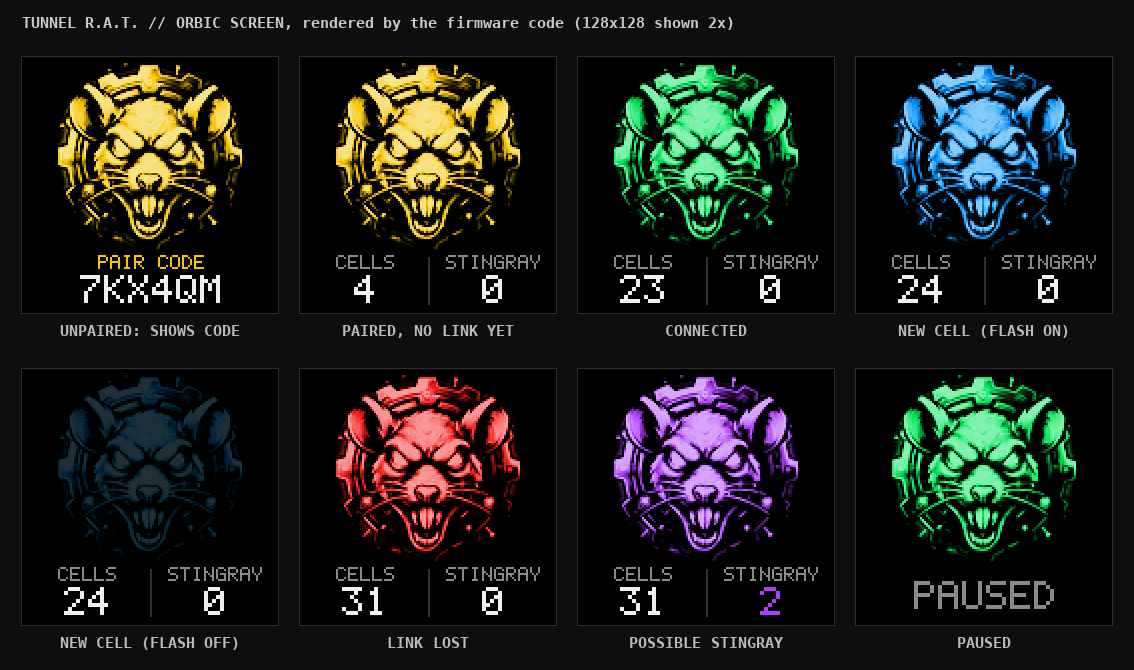 TUNNEL R.A.T. // ORBIC SCREEN, rendered by the firmware code (128x128 shown 2x)
PAIR CODE
7KX4QM
UNPAIRED: SHOWS CODE
CELLS STINGRAY
4 0
PAIRED, NO LINK YET
CELLS STINGRAY
23 0
CONNECTED
CELLS STINGRAY
24 0
NEW CELL (FLASH ON)
CELLS STINGRAY
24 0
NEW CELL (FLASH OFF)
CELLS STINGRAY
31 0
LINK LOST
CELLS STINGRAY
31 2
POSSIBLE STINGRAY
PAUSED
PAUSED